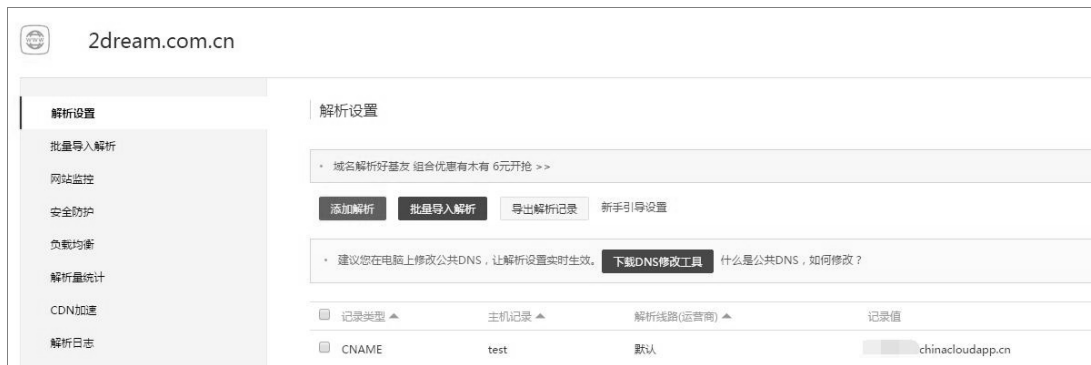 www
2dream.com.cn
解析设置
批量导入解析
网站监控
安全防护
负载均衡
解析量统计
CDN加速
解析日志
解析设置
域名解析好基友 组合优惠有木有 6元开抢 >>
添加解析 批量导入解析 导出解析记录 新手引导设置
建议您在电脑上修改公共DNS，让解析设置实时生效。 下载DNS修改工具 什么是公共DNS，如何修改？
记录类型 主机记录 解析线路(运营商) 记录值
CNAME test 默认 chinacloudapp.cn